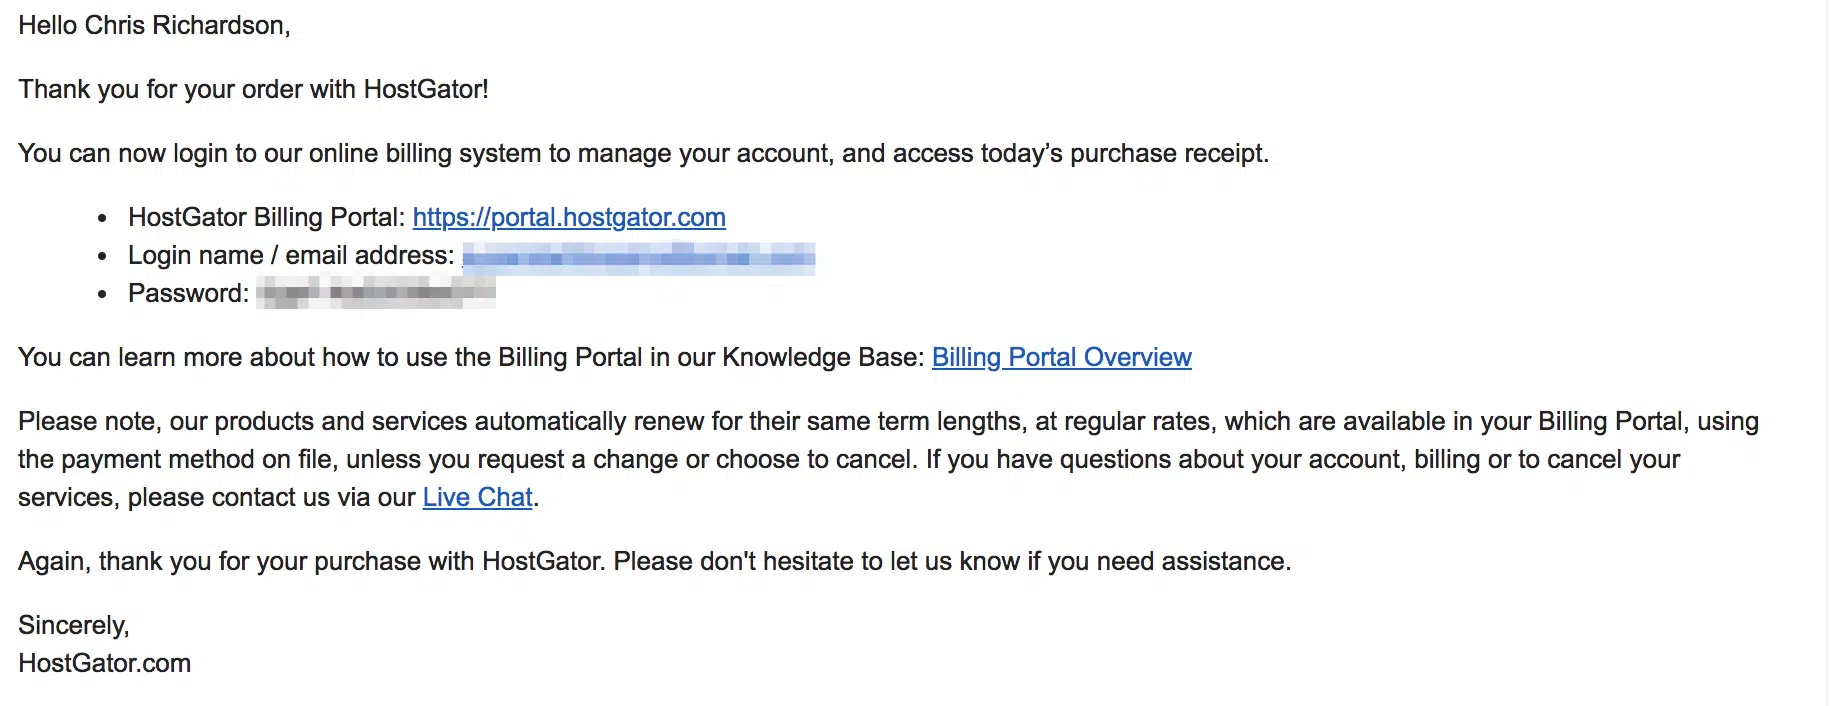 Hello Chris Richardson,
Thank you for your order with HostGator!
You can now login to our online billing system to manage your account, and access today’s purchase receipt.
• HostGator Billing Portal: https://portal.hostgator.com
• Login name / email address:
• Password:
You can learn more about how to use the Billing Portal in our Knowledge Base: Billing Portal Overview
Please note, our products and services automatically renew for their same term lengths, at regular rates, which are available in your Billing Portal, using
the payment method on file, unless you request a change or choose to cancel. If you have questions about your account, billing or to cancel your
services, please contact us via our Live Chat.
Again, thank you for your purchase with HostGator. Please don't hesitate to let us know if you need assistance.
Sincerely,
HostGator.com